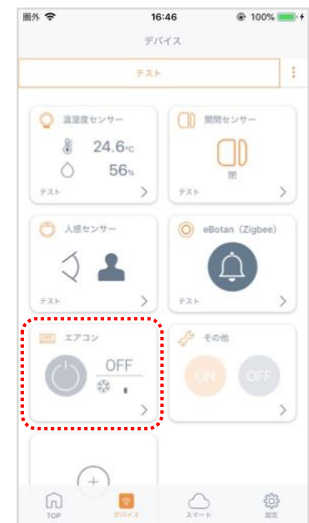 圏外 16:46 100%
デバイス
テスト
温湿度センサー
24.6℃
56%
テスト
開閉センサー
閉
テスト
人感センサー
テスト
eBotan（Zigbee）
テスト
エアコン
OFF
その他
ON OFF
TOP デバイス スマート 設定